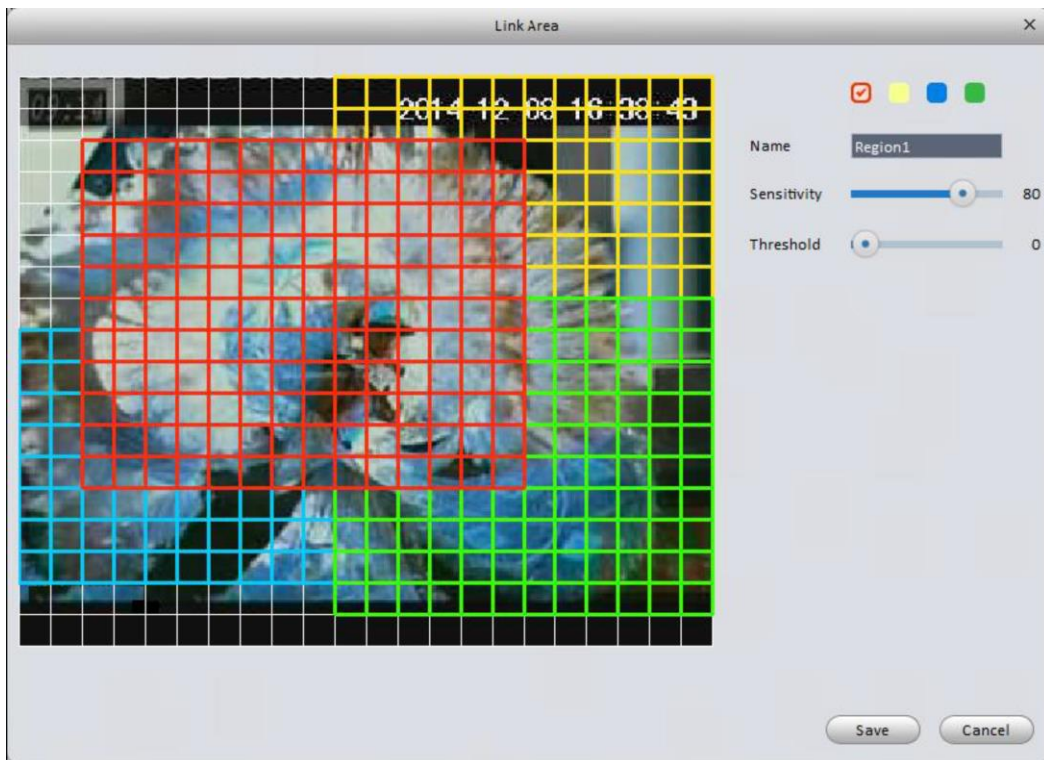 Link Area
2014-12-08 16:38:43
Name
Region1
Sensitivity
80
Threshold
0
Save
Cancel